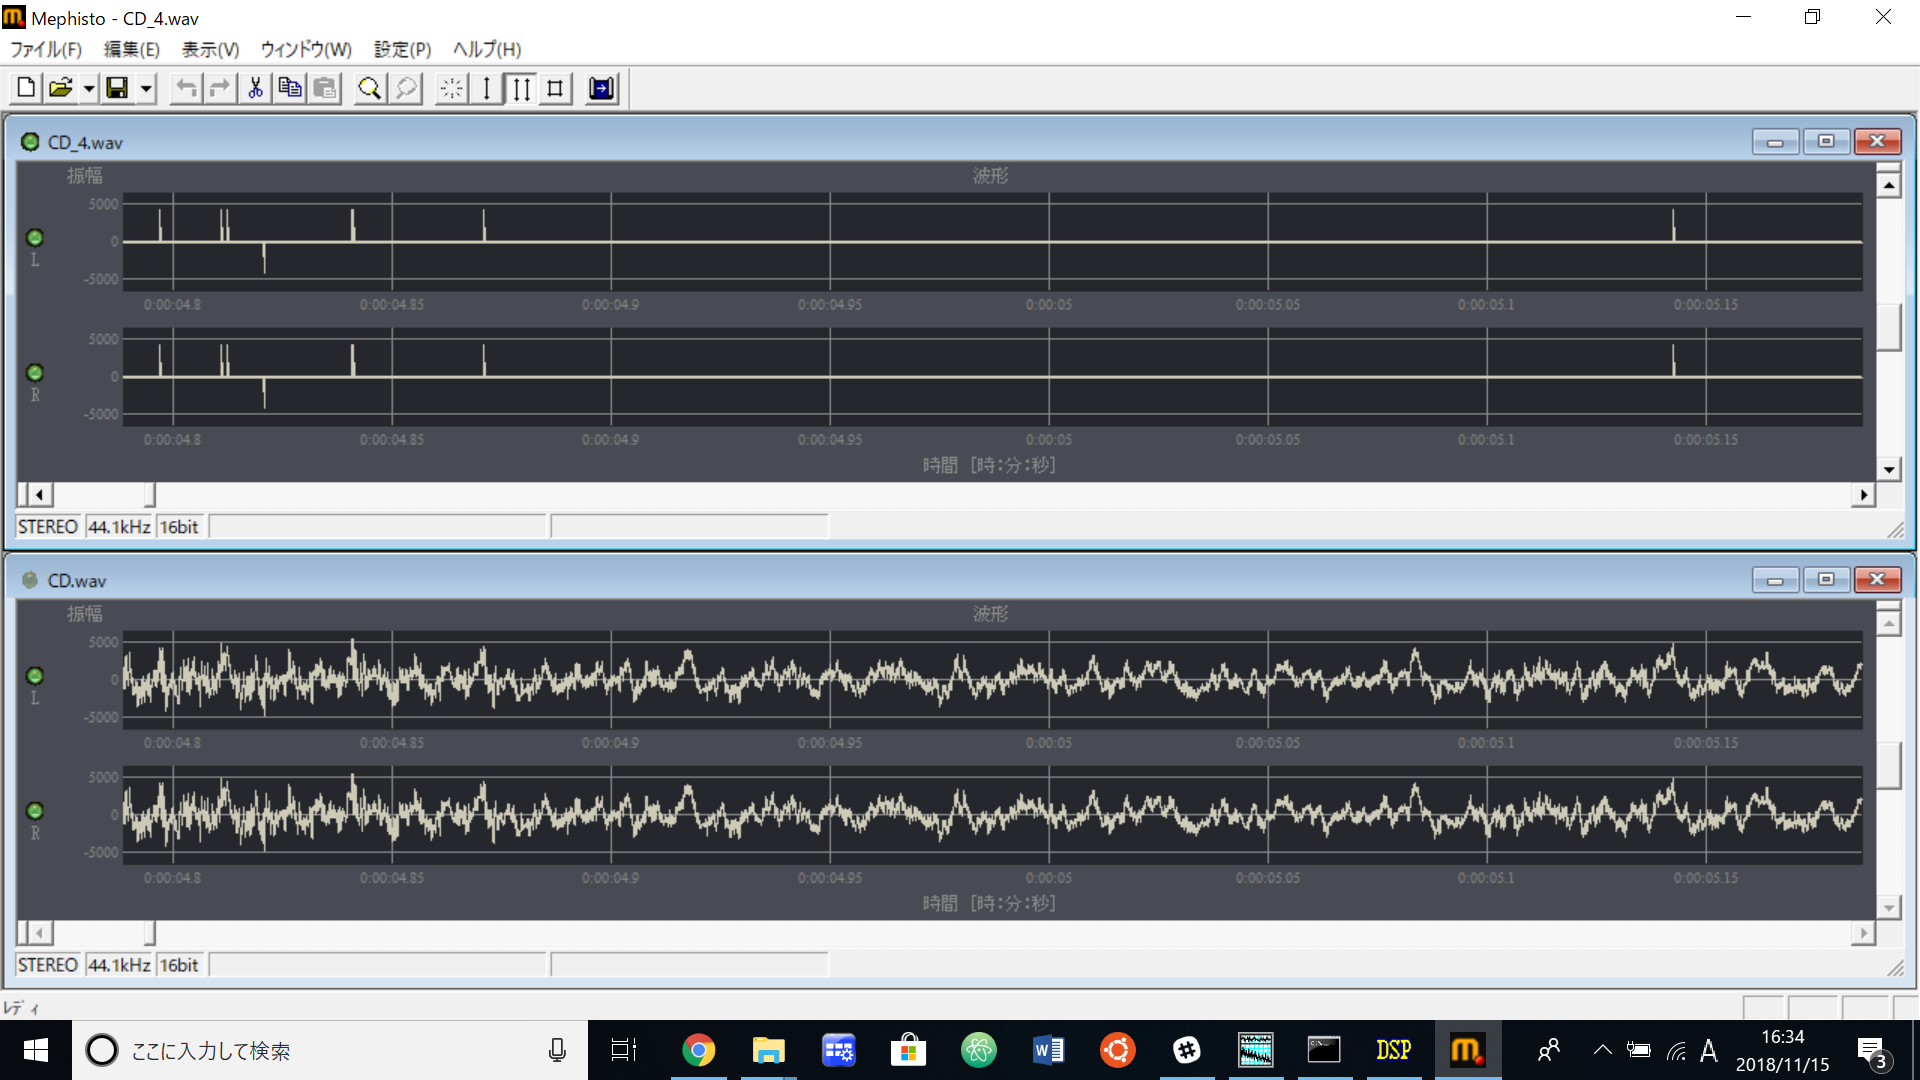 Mephisto - CD_4.wav
ファイル(F) 編集(E) 表示(V) ウィンドウ(W) 設定(P) ヘルプ(H)
CD_4.wav
振幅 波形
5000
0
-5000
L
0:00:04.8 0:00:04.85 0:00:04.9 0:00:04.95 0:00:05 0:00:05.05 0:00:05.1 0:00:05.15
5000
0
-5000
R
0:00:04.8 0:00:04.85 0:00:04.9 0:00:04.95 0:00:05 0:00:05.05 0:00:05.1 0:00:05.15
時間 [時:分:秒]
STEREO 44.1kHz 16bit
CD.wav
振幅 波形
5000
0
-5000
L
0:00:04.8 0:00:04.85 0:00:04.9 0:00:04.95 0:00:05 0:00:05.05 0:00:05.1 0:00:05.15
5000
0
-5000
R
0:00:04.8 0:00:04.85 0:00:04.9 0:00:04.95 0:00:05 0:00:05.05 0:00:05.1 0:00:05.15
時間 [時:分:秒]
STEREO 44.1kHz 16bit
レディ
ここに入力して検索
DSP
A
16:34
2018/11/15
3